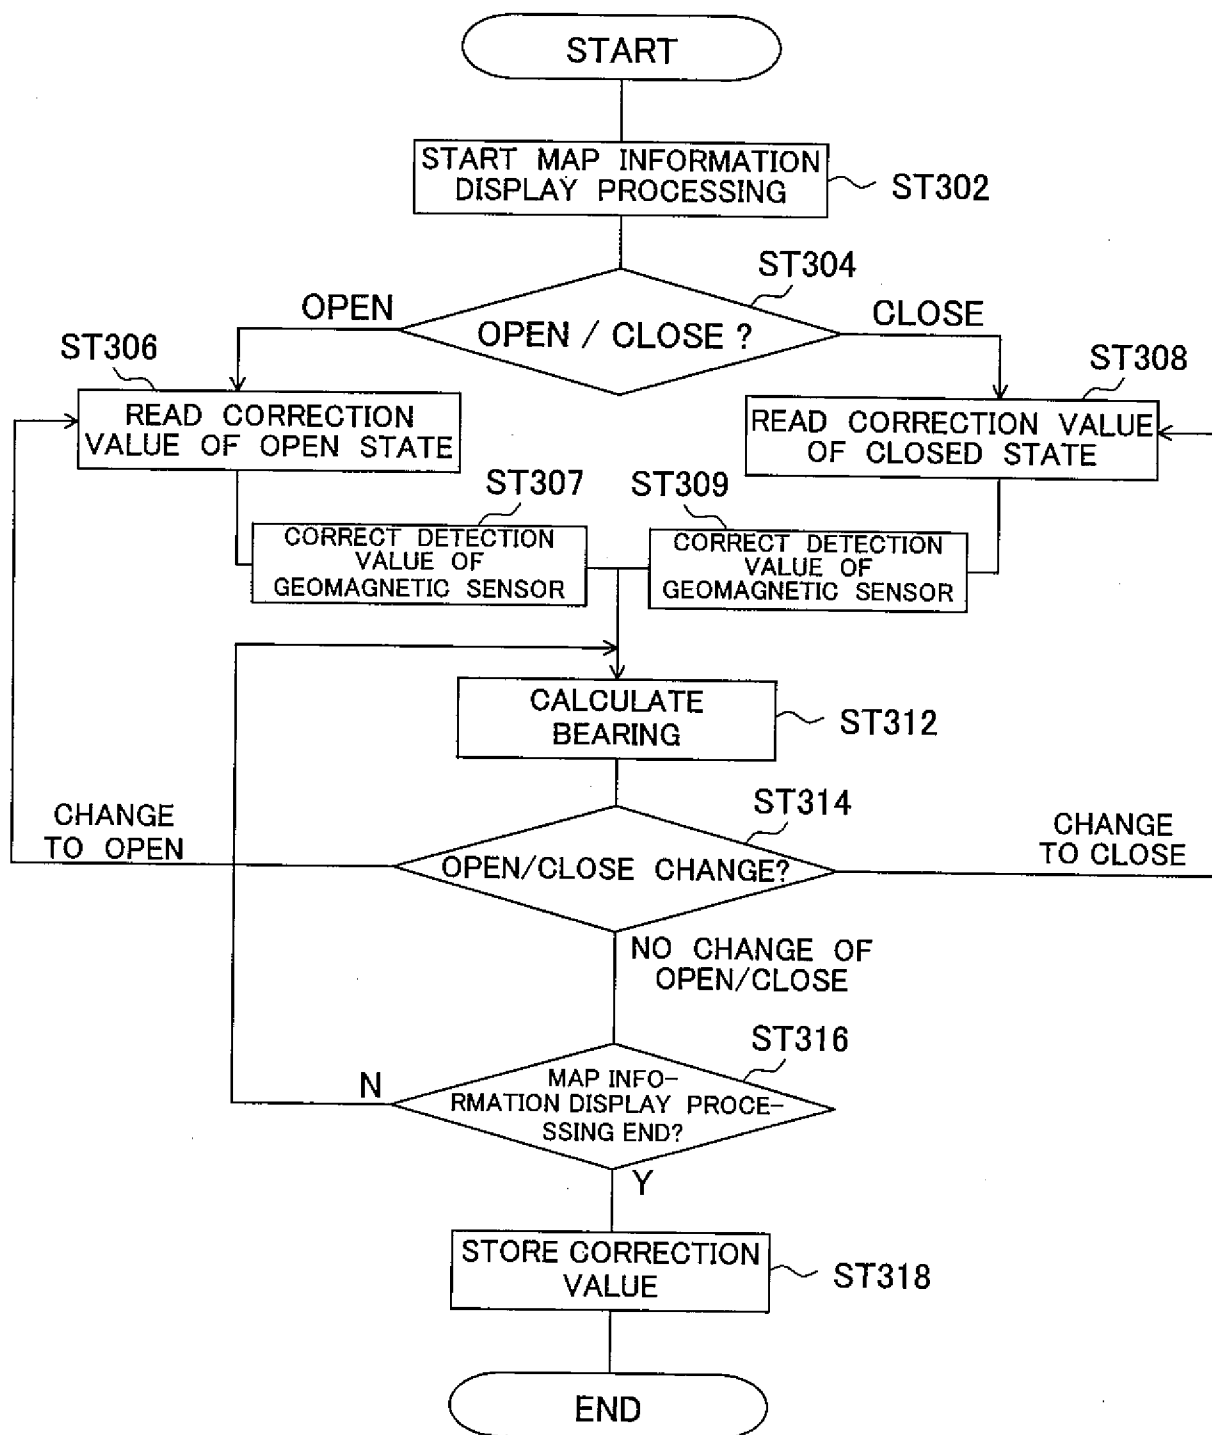 START
START MAP INFORMATION
DISPLAY PROCESSING
ST302
ST304
OPEN
OPEN / CLOSE ?
CLOSE
ST306
READ CORRECTION
VALUE OF OPEN STATE
ST308
READ CORRECTION VALUE
OF CLOSED STATE
ST307
CORRECT DETECTION
VALUE OF
GEOMAGNETIC SENSOR
ST309
CORRECT DETECTION
VALUE OF
GEOMAGNETIC SENSOR
CALCULATE
BEARING
ST312
ST314
CHANGE
TO OPEN
OPEN/CLOSE CHANGE?
CHANGE
TO CLOSE
NO CHANGE OF
OPEN/CLOSE
ST316
N
MAP INFO-
RMATION DISPLAY PROCE-
SSING END?
Y
STORE CORRECTION
VALUE
ST318
END